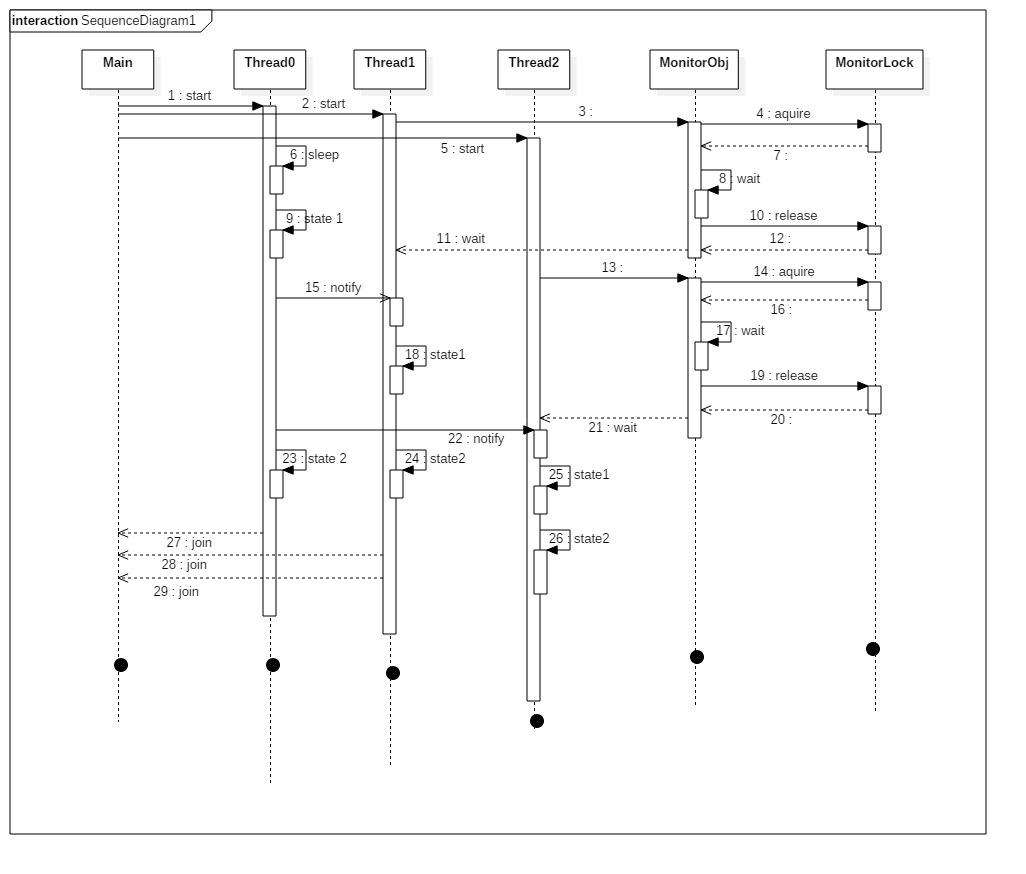 interaction SequenceDiagram1
Main
Thread0
Thread1
Thread2
MonitorObj
MonitorLock
1 : start
2 : start
3 :
4 : aquire
5 : start
6 : sleep
7 :
8 : wait
9 : state 1
10 : release
11 : wait
12 :
13 :
14 : aquire
15 : notify
16 :
17 : wait
18 : state1
19 : release
20 :
21 : wait
22 : notify
23 : state 2
24 : state2
25 : state1
26 : state2
27 : join
28 : join
29 : join